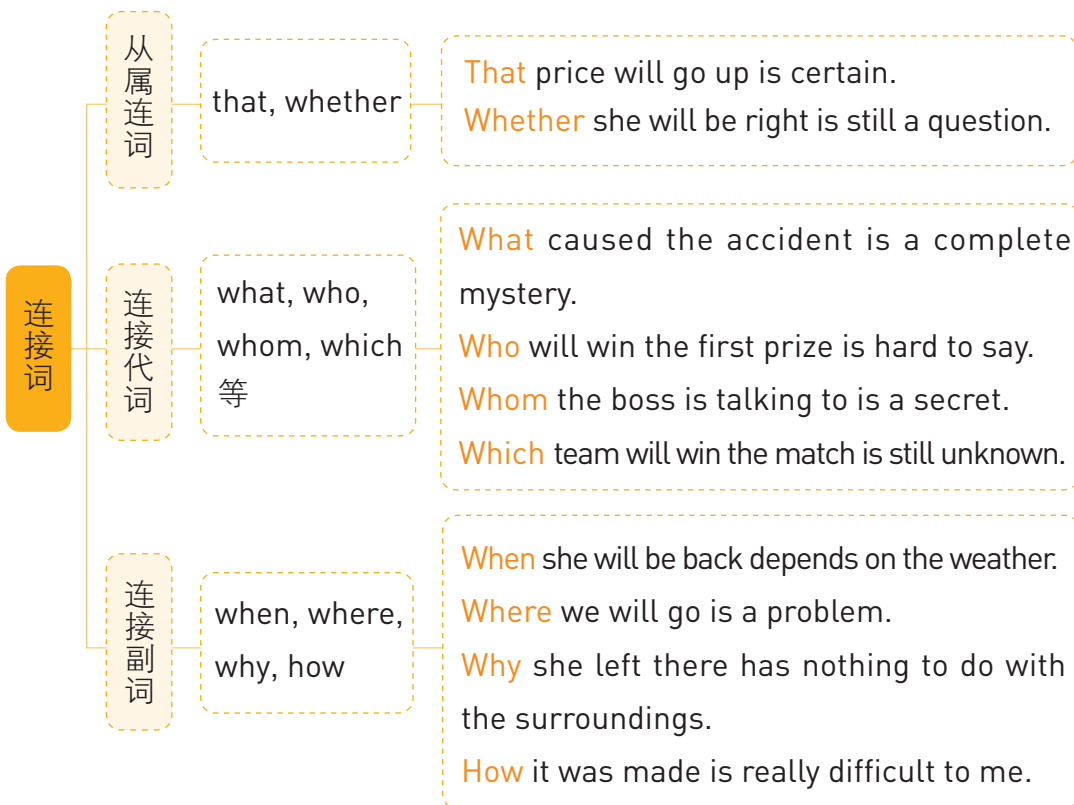 连接词
从属连词
that, whether
That price will go up is certain.
Whether she will be right is still a question.
连接代词
what, who,
whom, which
等
What caused the accident is a complete
mystery.
Who will win the first prize is hard to say.
Whom the boss is talking to is a secret.
Which team will win the match is still unknown.
连接副词
when, where,
why, how
When she will be back depends on the weather.
Where we will go is a problem.
Why she left there has nothing to do with
the surroundings.
How it was made is really difficult to me.